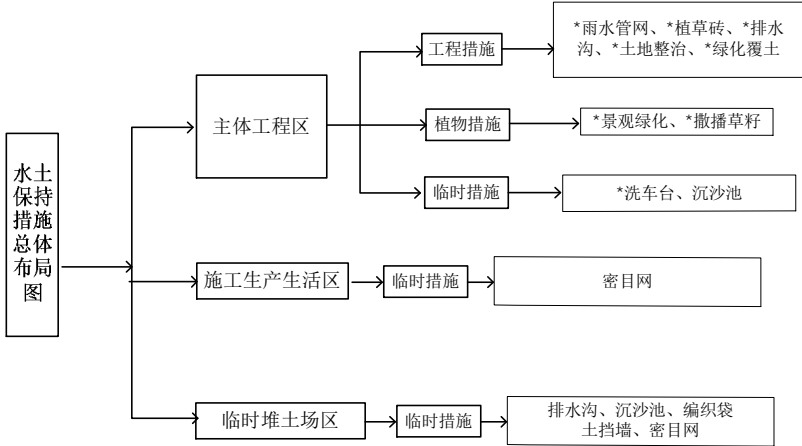 水土
保持
措施
总体
布局
图
主体工程区
工程措施
*雨水管网、*植草砖、*排水
沟、*土地整治、*绿化覆土
植物措施
*景观绿化、*撒播草籽
临时措施
*洗车台、沉沙池
施工生产生活区
临时措施
密目网
临时堆土场区
临时措施
排水沟、沉沙池、编织袋
土挡墙、密目网